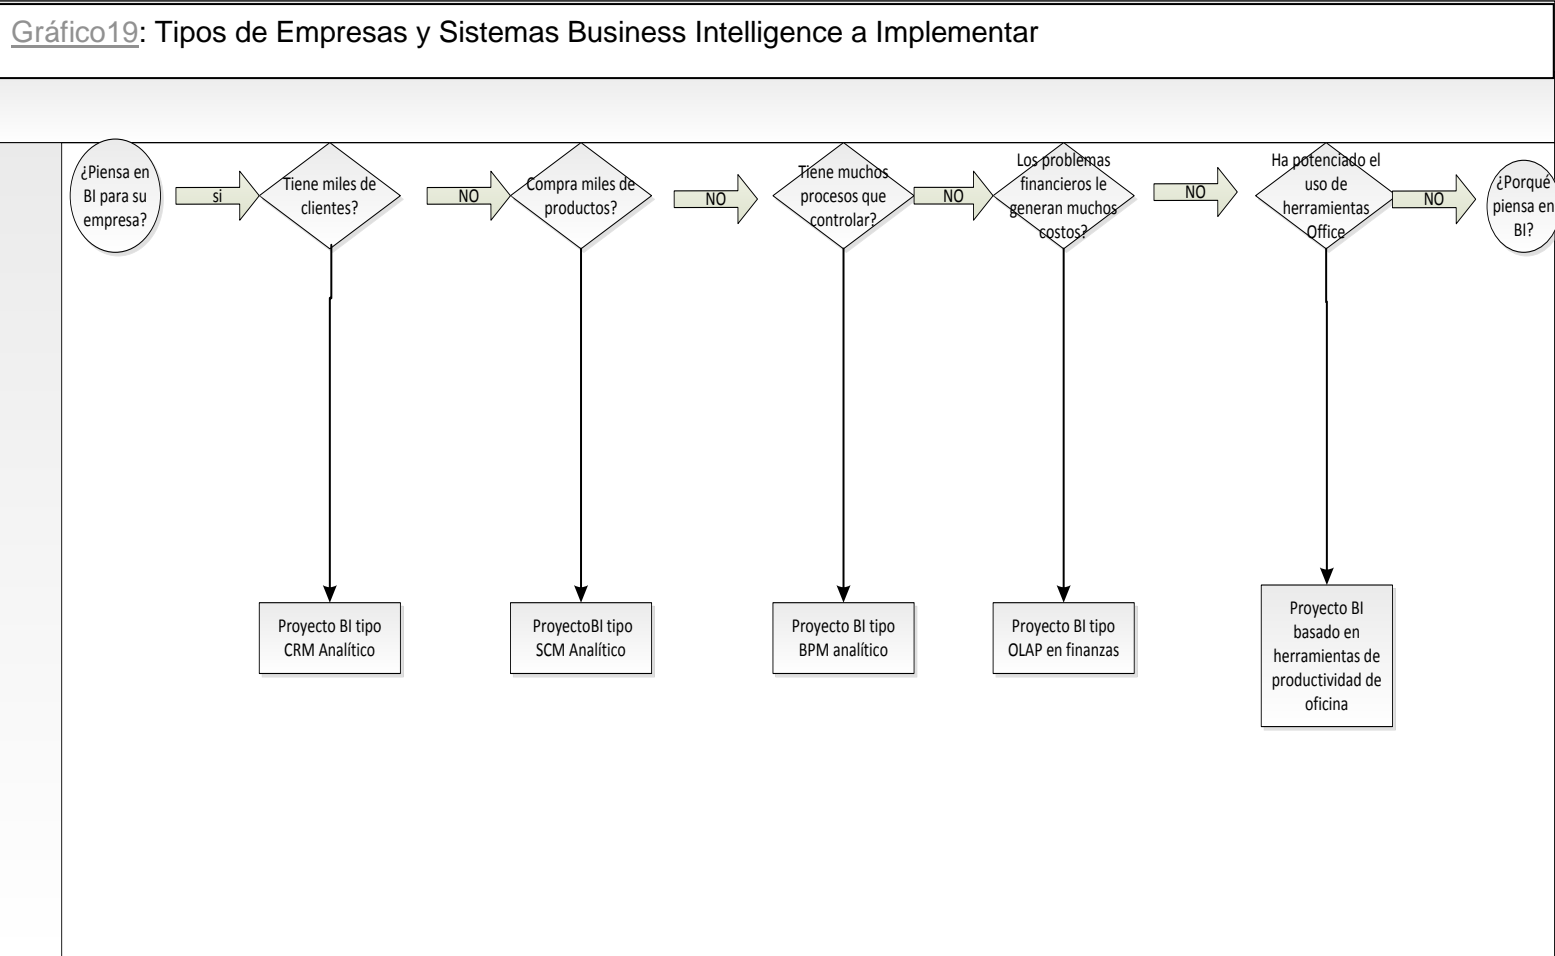 Gráfico19: Tipos de Empresas y Sistemas Business Intelligence a Implementar
¿Piensa en
BI para su
empresa?
si
Tiene miles de
clientes?
NO
Compra miles de
productos?
NO
Tiene muchos
procesos que
controlar?
NO
Los problemas
financieros le
generan muchos
costos?
NO
Ha potenciado el
uso de
herramientas
Office
NO
¿Porqué
piensa en
BI?
Proyecto BI tipo
CRM Analítico
ProyectoBI tipo
SCM Analítico
Proyecto BI tipo
BPM analítico
Proyecto BI tipo
OLAP en finanzas
Proyecto BI
basado en
herramientas de
productividad de
oficina